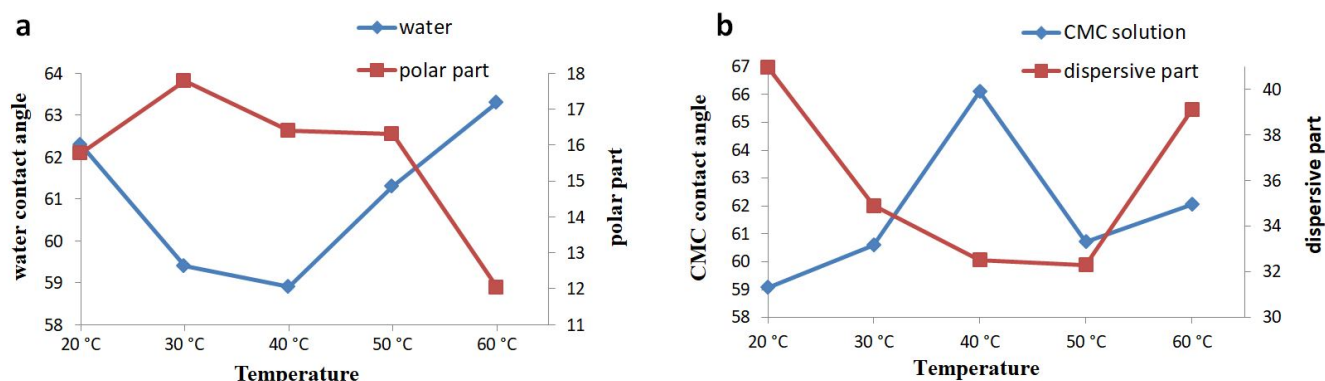 a
water
polar part
64
63
62
61
60
59
58
water contact angle
18
17
16
15
14
13
12
11
polar part
20 °C 30 °C 40 °C 50 °C 60 °C
Temperature
b
CMC solution
dispersive part
67
66
65
64
63
62
61
60
59
58
CMC contact angle
40
38
36
34
32
30
dispersive part
20 °C 30 °C 40 °C 50 °C 60 °C
Temperature